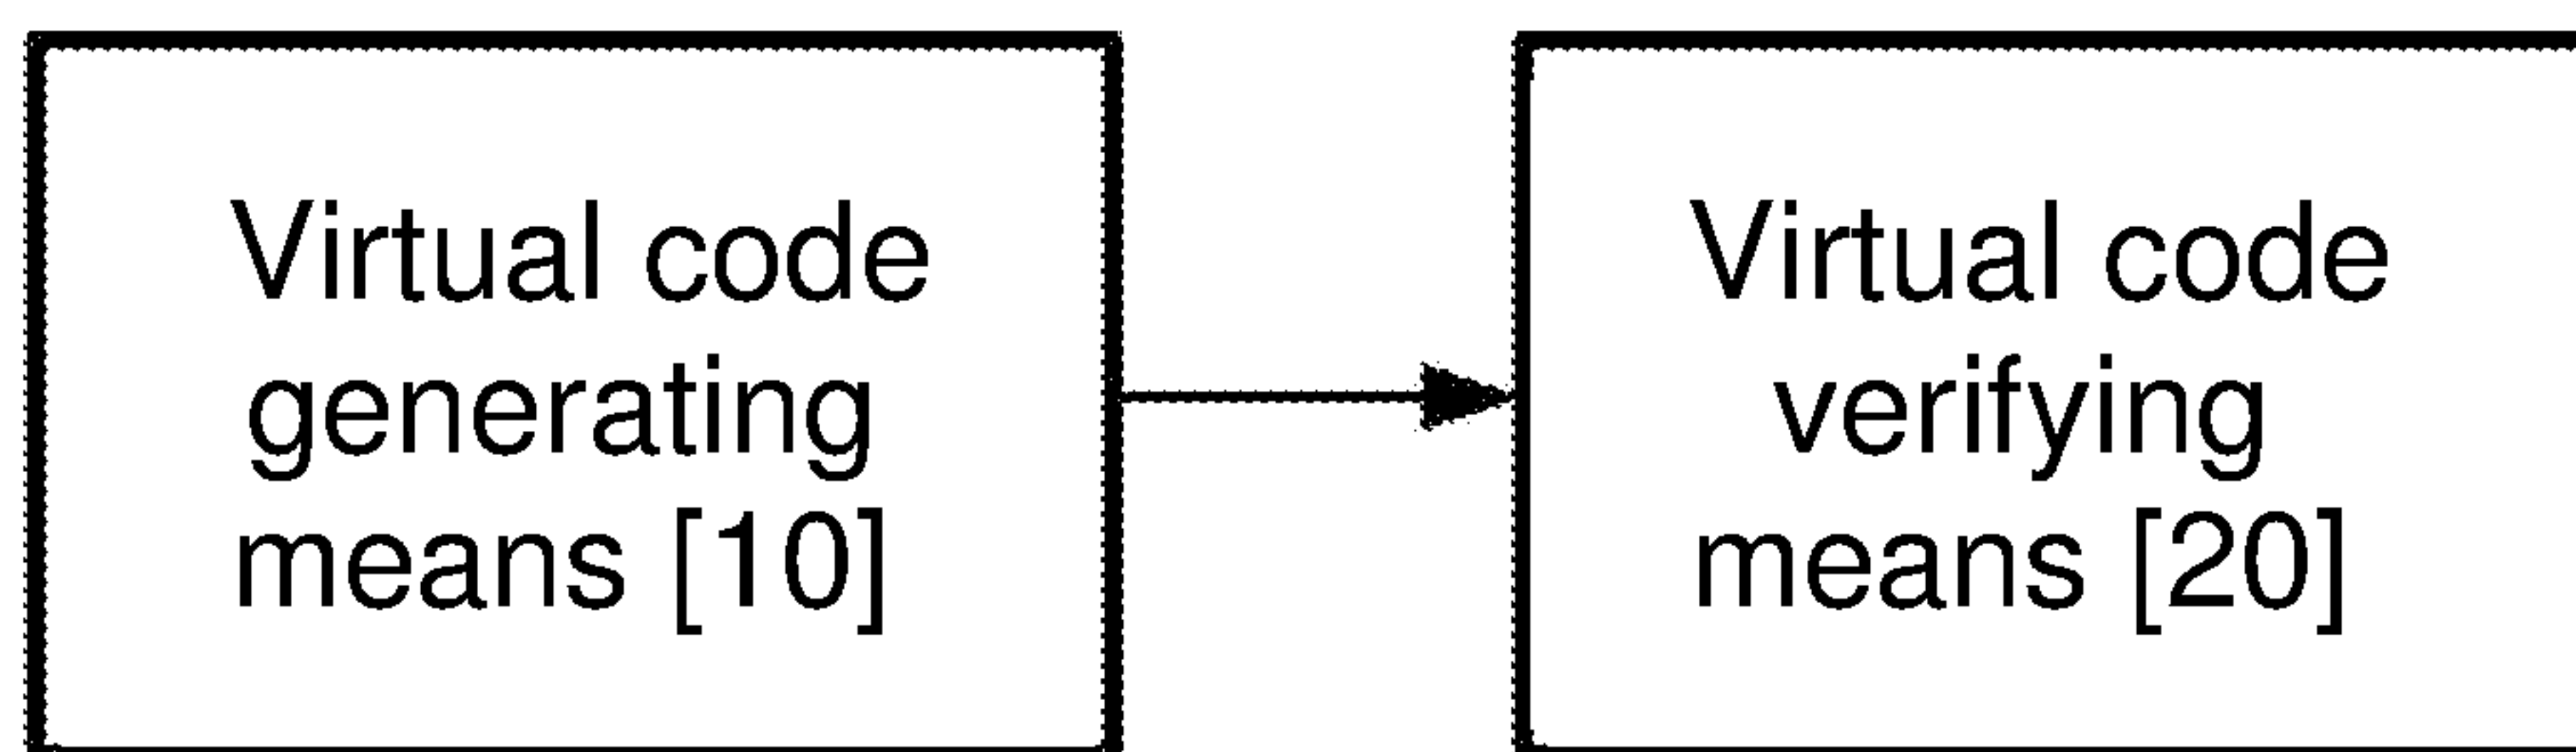 Virtual code
generating
means [10]
Virtual code
verifying
means [20]